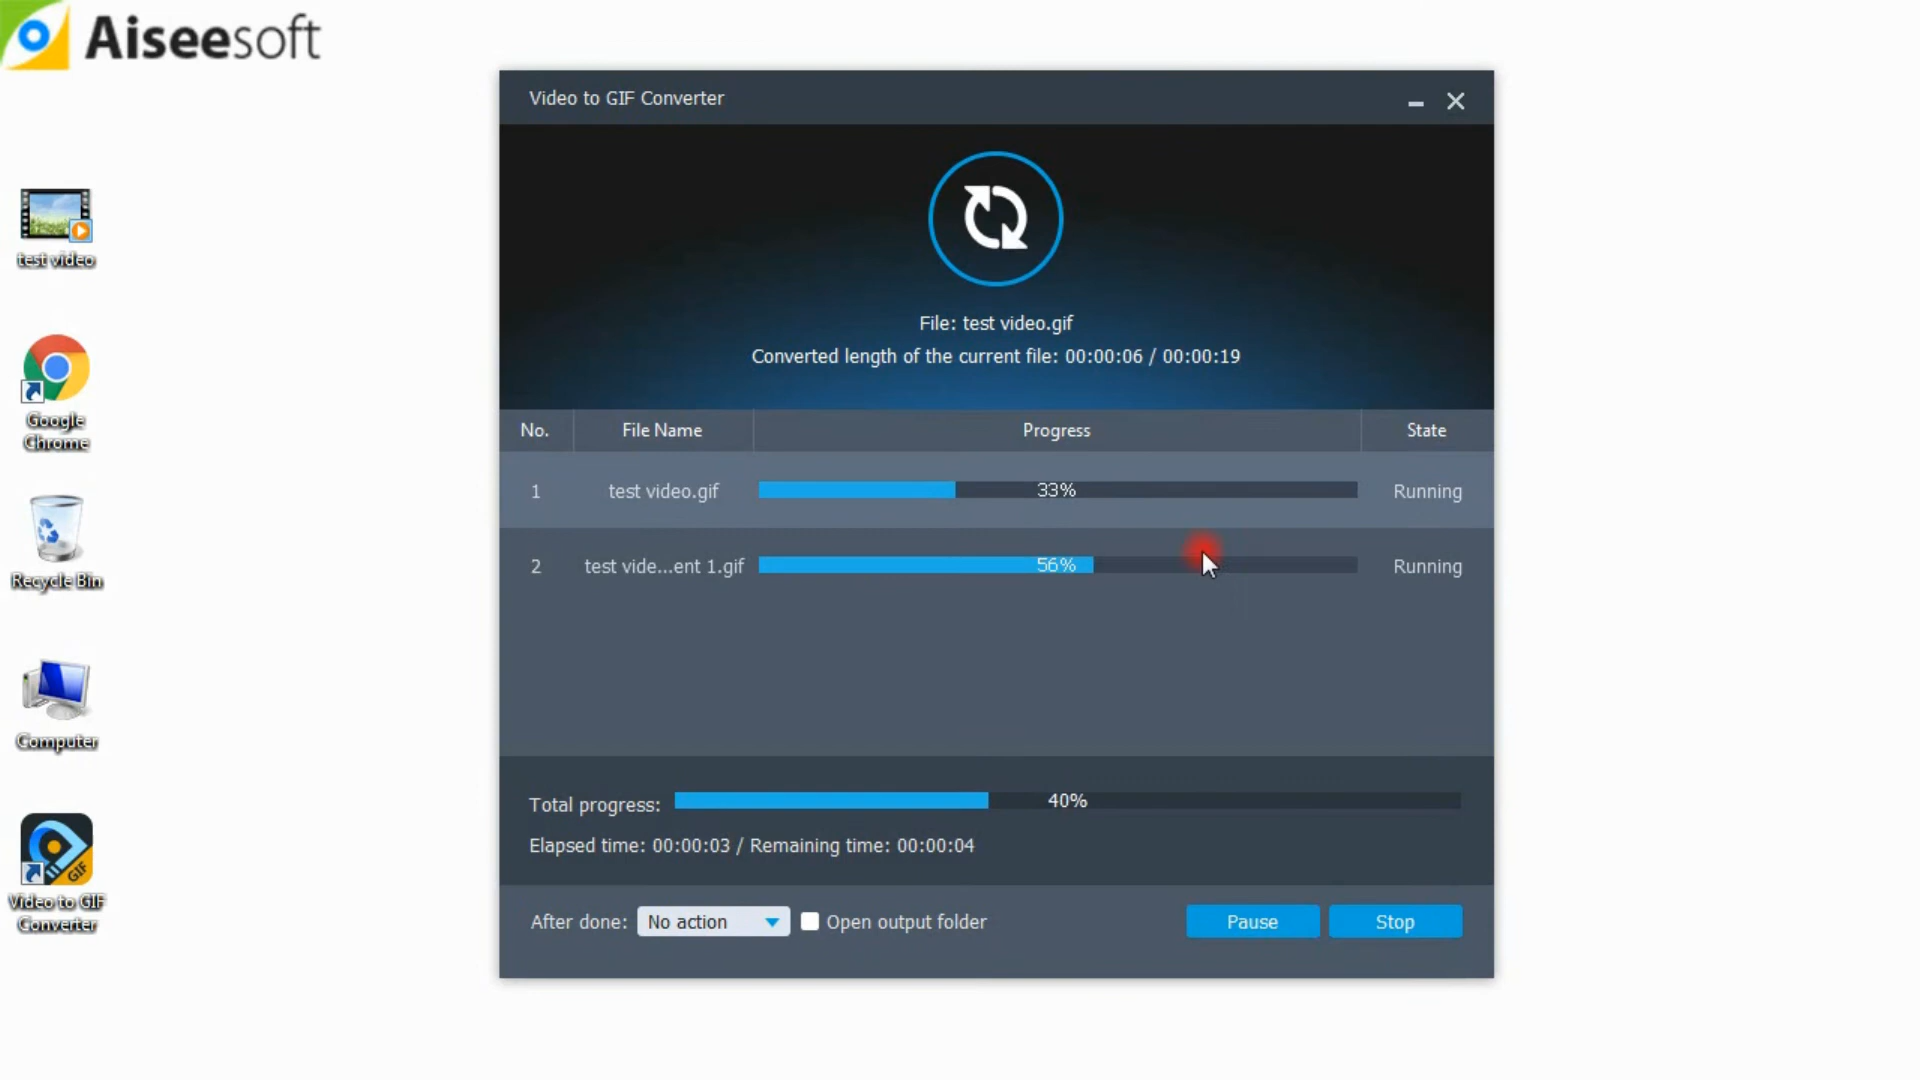 Aiseesoft
Video to GIF Converter
File: test video.gif
Converted length of the current file: 00:00:06 / 00:00:19
No. File Name Progress State
1 test video.gif 33% Running
2 test vide...ent 1.gif 56% Running
Total progress: 40%
Elapsed time: 00:00:03 / Remaining time: 00:00:04
After done: No action Open output folder Pause Stop
test video
Google
Chrome
Recycle Bin
Computer
GIF
Video to GIF
Converter